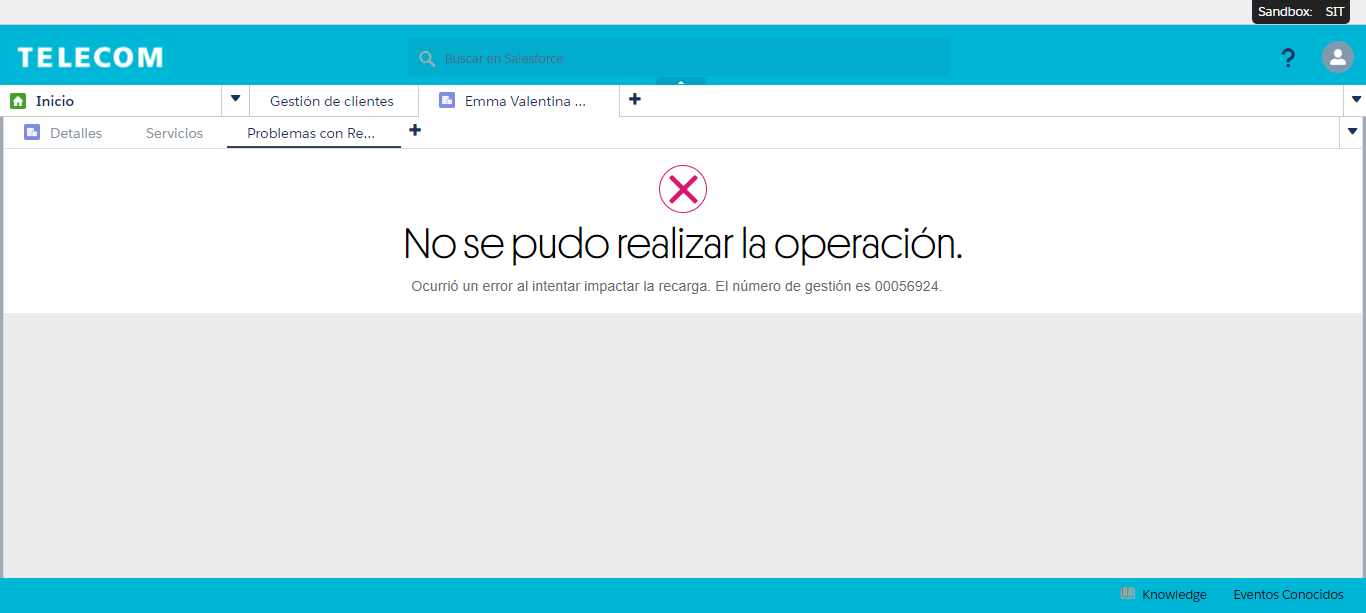 Sandbox: SIT
TELECOM
Buscar en Salesforce
?
Inicio
Gestión de clientes
Emma Valentina ...
Detalles
Servicios
Problemas con Re...
No se pudo realizar la operación.
Ocurrió un error al intentar impactar la recarga. El número de gestión es 00056924.
Knowledge
Eventos Conocidos